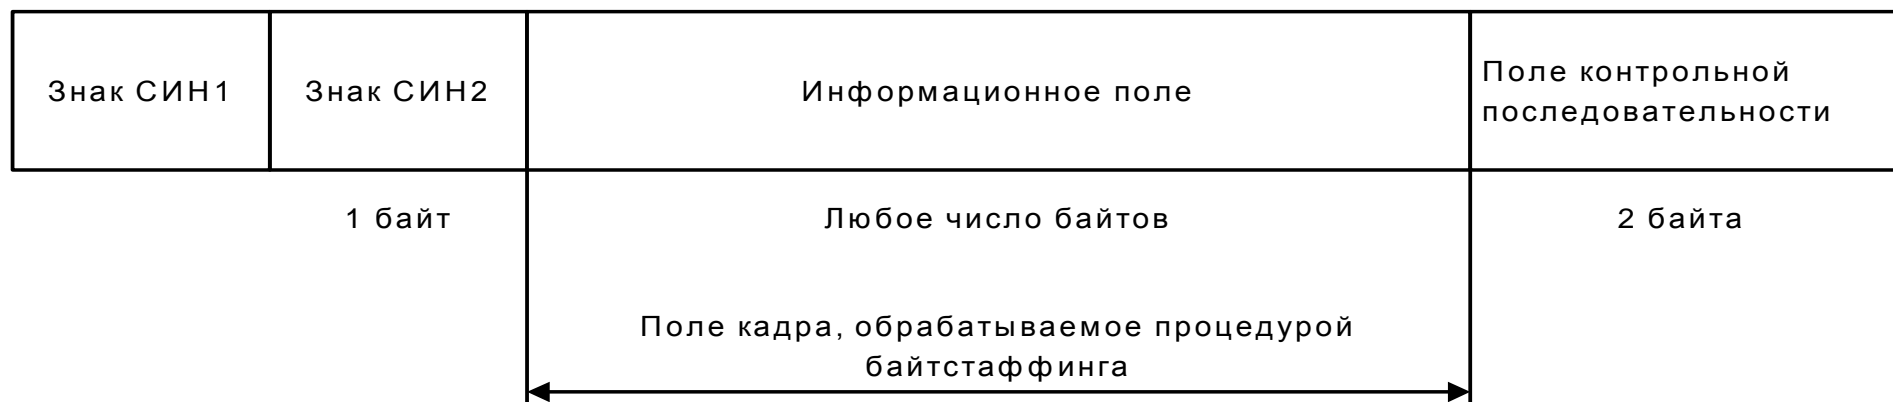 Знак СИН1
Знак СИН2
Информационное поле
Поле контрольной
последовательности
1 байт
Любое число байтов
2 байта
Поле кадра, обрабатываемое процедурой
байтстаффинга